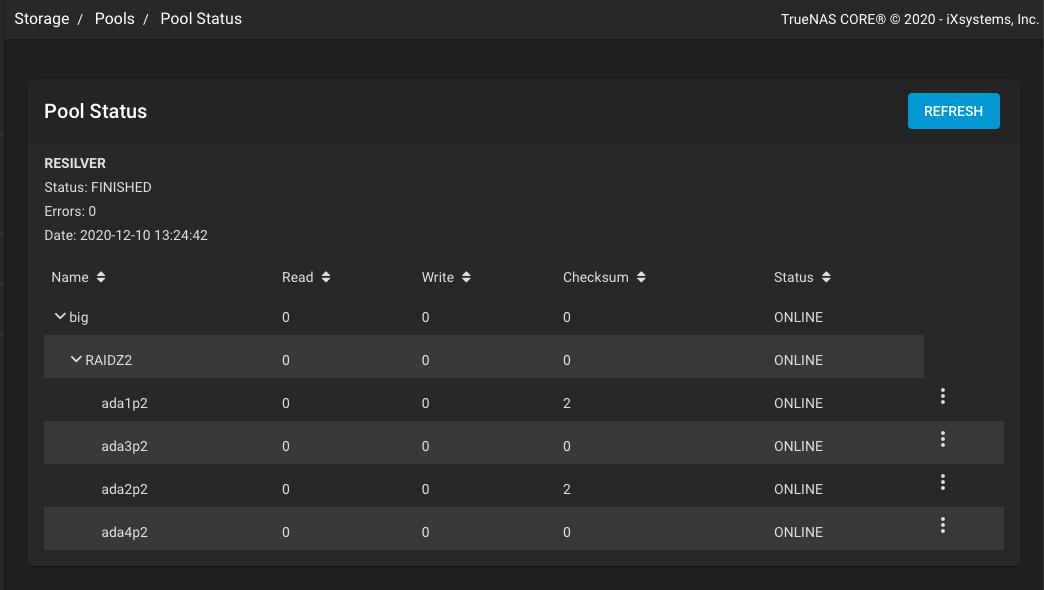 Storage / Pools / Pool Status TrueNAS CORE® © 2020 - iXsystems, Inc.
Pool Status REFRESH
RESILVER
Status: FINISHED
Errors: 0
Date: 2020-12-10 13:24:42
Name Read Write Checksum Status
big 0 0 0 ONLINE
RAIDZ2 0 0 0 ONLINE
ada1p2 0 0 2 ONLINE
ada3p2 0 0 0 ONLINE
ada2p2 0 0 2 ONLINE
ada4p2 0 0 0 ONLINE